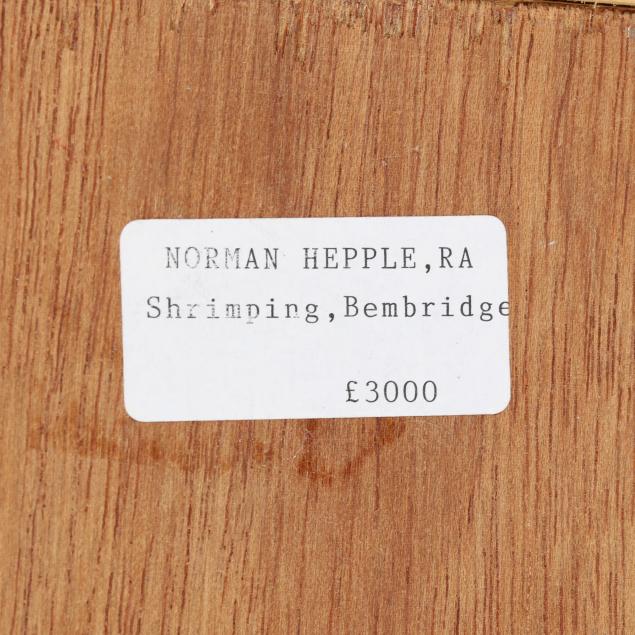 NORMAN HEPPLE,RA
Shrimping,Bembridge
£3000